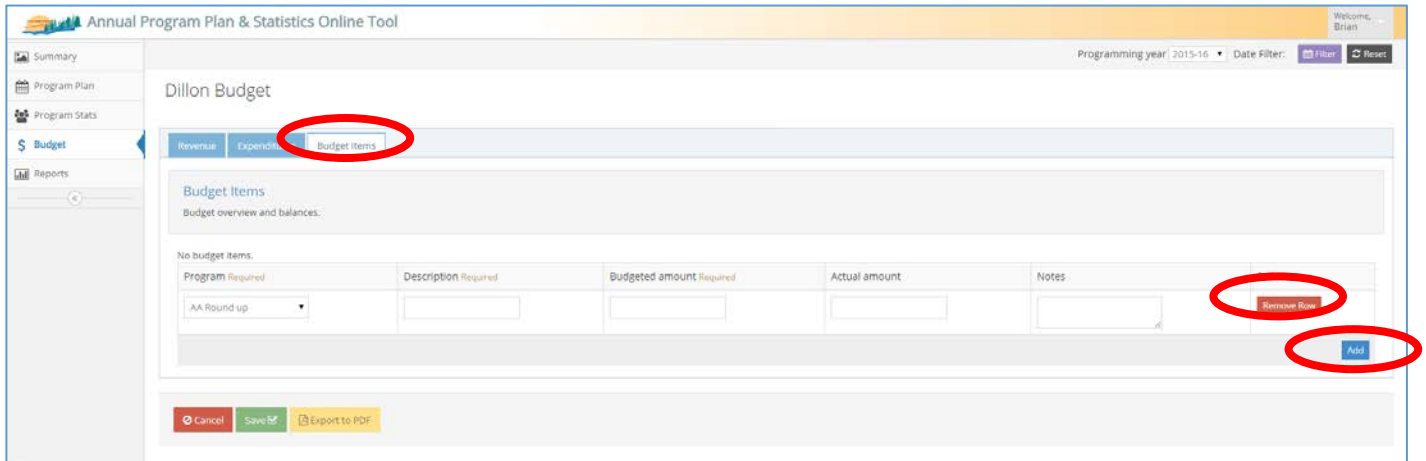 Annual Program Plan & Statistics Online Tool
Welcome,
Brian
Summary
Programming year 2015-16 Date Filter: Filter Reset
Program Plan
Dillon Budget
Program Stats
$ Budget
Revenue Budget Items
Reports
Budget Items
Budget overview and balances.
No budget items.
Program Required Description Required Budgeted amount Required Actual amount Notes
AA Round up Remove Row
Add
Cancel Save Export to PDF